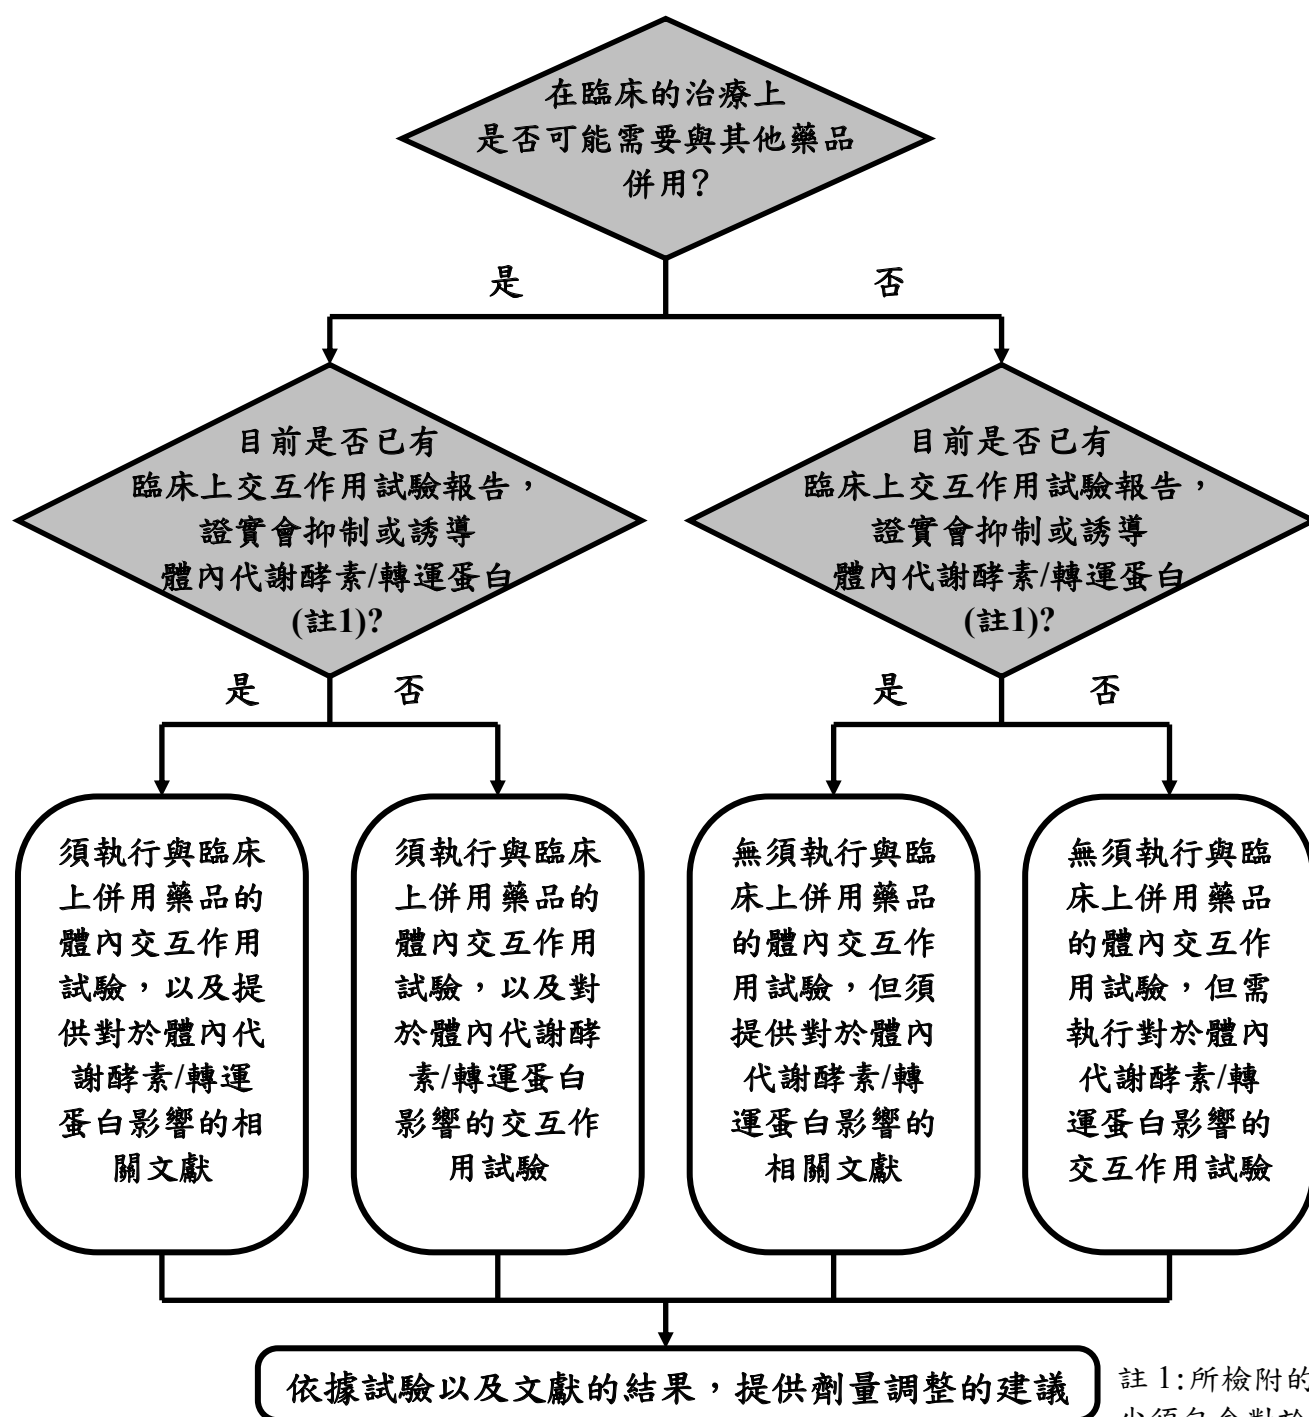 在臨床的治療上
是否可能需要與其他藥品
併用？
是
否
目前是否已有
臨床上交互作用試驗報告，
證實會抑制或誘導
體內代謝酵素/轉運蛋白
(註1)?
目前是否已有
臨床上交互作用試驗報告，
證實會抑制或誘導
體內代謝酵素/轉運蛋白
(註1)?
是
否
是
否
須執行與臨床
上併用藥品的
體內交互作用
試驗，以及提
供對於體內代
謝酵素/轉運
蛋白影響的相
關文獻
須執行與臨床
上併用藥品的
體內交互作用
試驗，以及對
於體內代謝酵
素/轉運蛋白
影響的交互作
用試驗
無須執行與臨
床上併用藥品
的體內交互作
用試驗，但須
提供對於體內
代謝酵素/轉
運蛋白影響的
相關文獻
無須執行與臨
床上併用藥品
的體內交互作
用試驗，但需
執行對於體內
代謝酵素/轉
運蛋白影響的
交互作用試驗
依據試驗以及文獻的結果，提供劑量調整的建議
註 1:所檢附的